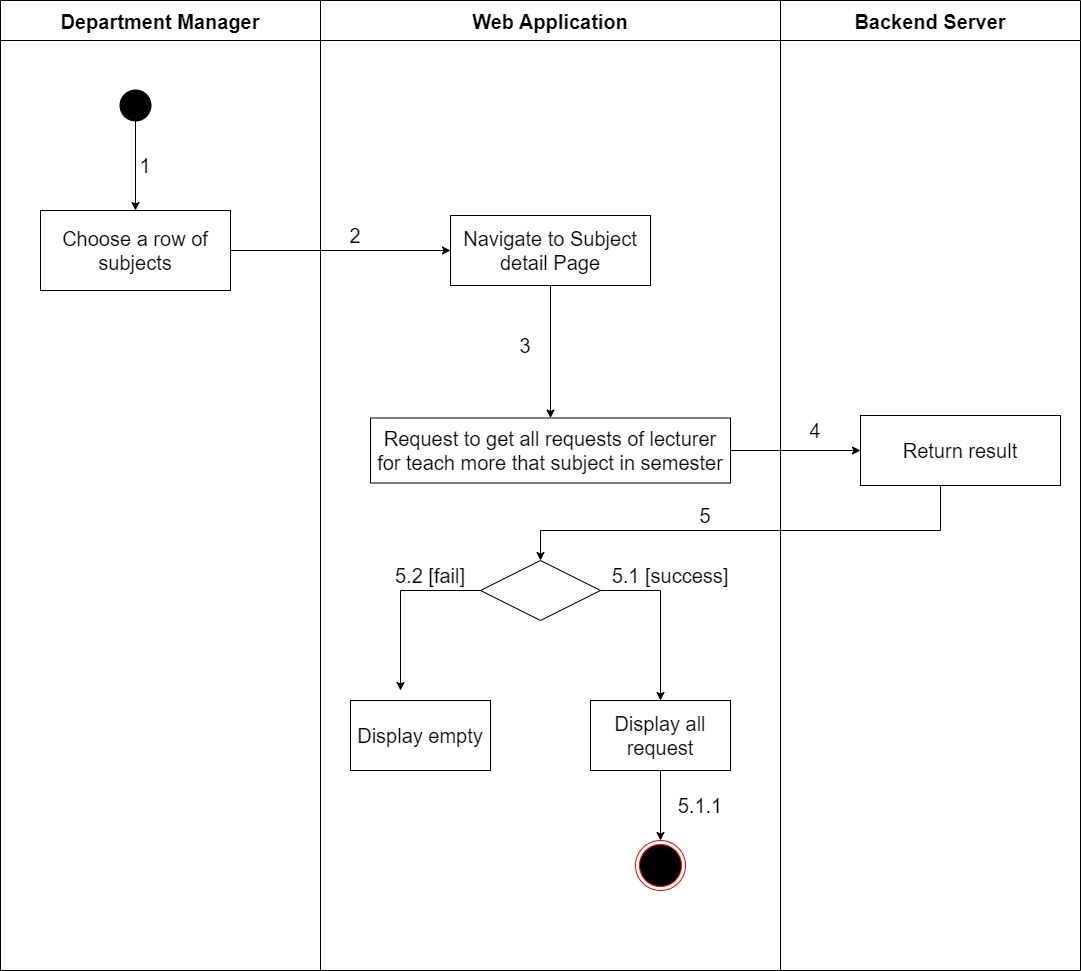 Department Manager
Web Application
Backend Server
1
Choose a row of
subjects
2
Navigate to Subject
detail Page
3
Request to get all requests of lecturer
for teach more that subject in semester
4
Return result
5
5.2 [fail]
5.1 [success]
Display empty
Display all
request
5.1.1